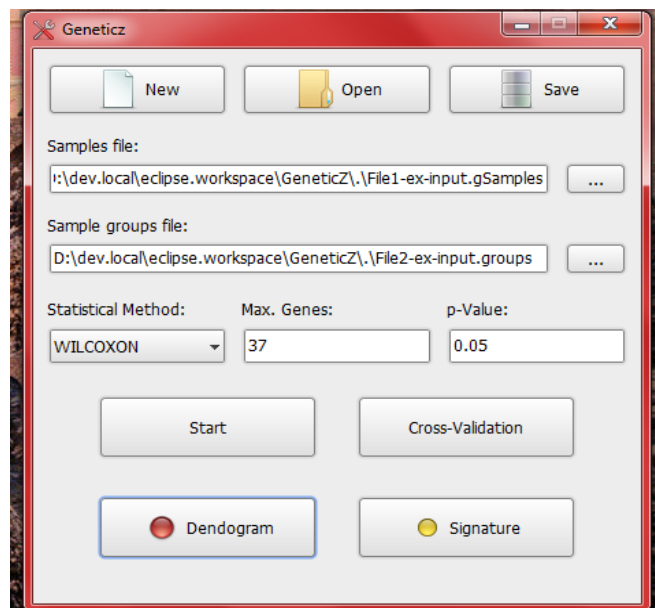 Geneticz
New Open Save
Samples file:
:\dev.local\eclipse.workspace\GeneticZ\.\File1-ex-input.gSamples ...
Sample groups file:
D:\dev.local\eclipse.workspace\GeneticZ\.\File2-ex-input.groups ...
Statistical Method: Max. Genes: p-Value:
WILCOXON 37 0.05
Start Cross-Validation
Dendogram Signature